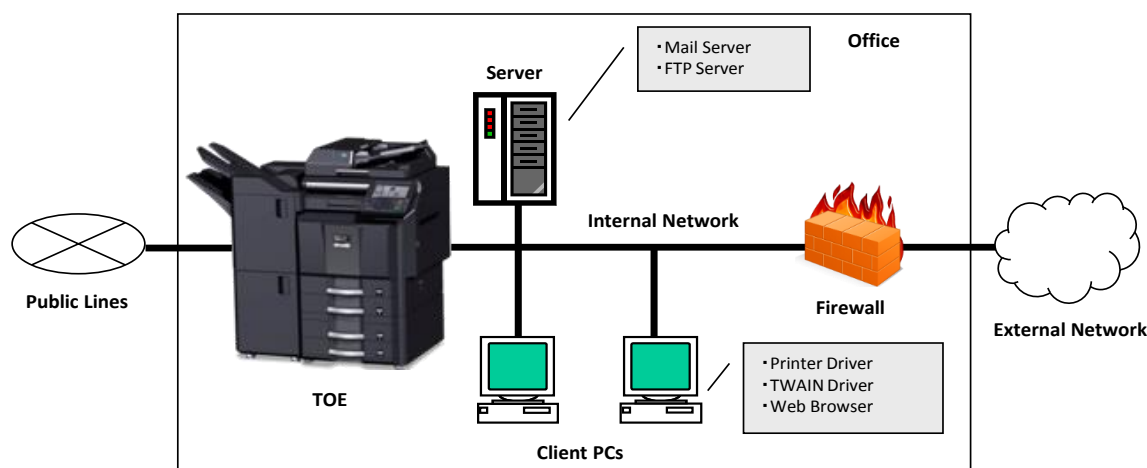 Office
・Mail Server
・FTP Server
Server
Internal Network
Public Lines
Firewall
External Network
TOE
・Printer Driver
・TWAIN Driver
・Web Browser
Client PCs